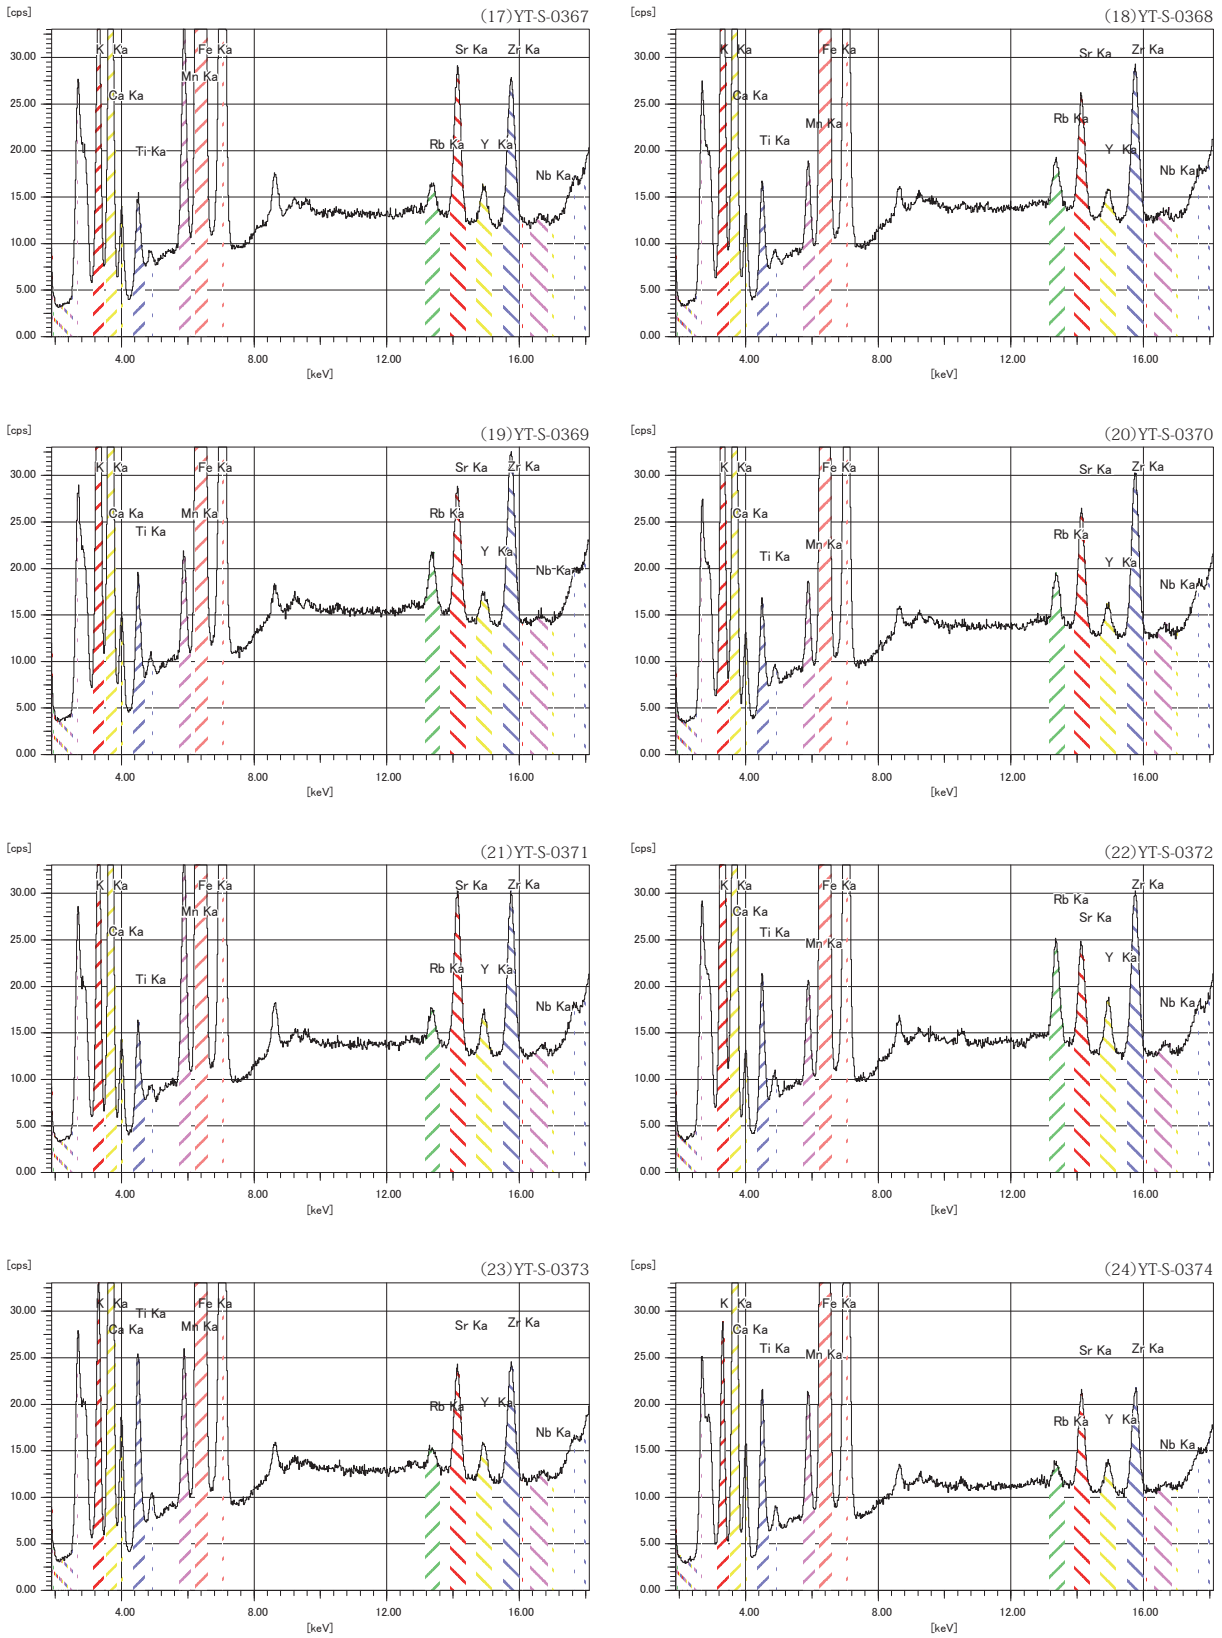 [cps]
(17)YT-S-0367
30.00
25.00
20.00
15.00
10.00
5.00
0.00
K Ka
Ca Ka
Ti Ka
Mn Ka
Fe Ka
Rb Ka
Sr Ka
Y Ka
Zr Ka
Nb Ka
4.00 8.00 12.00 16.00
[keV]
[cps]
(18)YT-S-0368
30.00
25.00
20.00
15.00
10.00
5.00
0.00
K Ka
Ca Ka
Ti Ka
Mn Ka
Fe Ka
Rb Ka
Sr Ka
Y Ka
Zr Ka
Nb Ka
4.00 8.00 12.00 16.00
[keV]
[cps]
(19)YT-S-0369
30.00
25.00
20.00
15.00
10.00
5.00
0.00
K Ka
Ca Ka
Ti Ka
Mn Ka
Fe Ka
Rb Ka
Sr Ka
Y Ka
Zr Ka
Nb Ka
4.00 8.00 12.00 16.00
[keV]
[cps]
(20)YT-S-0370
30.00
25.00
20.00
15.00
10.00
5.00
0.00
K Ka
Ca Ka
Ti Ka
Mn Ka
Fe Ka
Rb Ka
Sr Ka
Y Ka
Zr Ka
Nb Ka
4.00 8.00 12.00 16.00
[keV]
[cps]
(21)YT-S-0371
30.00
25.00
20.00
15.00
10.00
5.00
0.00
K Ka
Ca Ka
Ti Ka
Mn Ka
Fe Ka
Rb Ka
Sr Ka
Y Ka
Zr Ka
Nb Ka
4.00 8.00 12.00 16.00
[keV]
[cps]
(22)YT-S-0372
30.00
25.00
20.00
15.00
10.00
5.00
0.00
K Ka
Ca Ka
Ti Ka
Mn Ka
Fe Ka
Rb Ka
Sr Ka
Y Ka
Zr Ka
Nb Ka
4.00 8.00 12.00 16.00
[keV]
[cps]
(23)YT-S-0373
30.00
25.00
20.00
15.00
10.00
5.00
0.00
K Ka
Ca Ka
Ti Ka
Mn Ka
Fe Ka
Rb Ka
Sr Ka
Y Ka
Zr Ka
Nb Ka
4.00 8.00 12.00 16.00
[keV]
[cps]
(24)YT-S-0374
30.00
25.00
20.00
15.00
10.00
5.00
0.00
K Ka
Ca Ka
Ti Ka
Mn Ka
Fe Ka
Rb Ka
Sr Ka
Y Ka
Zr Ka
Nb Ka
4.00 8.00 12.00 16.00
[keV]